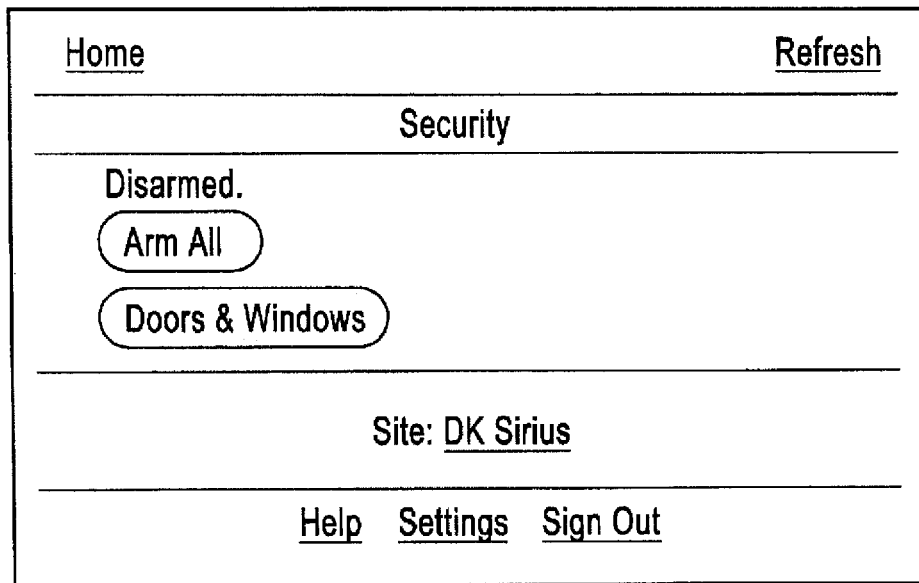 Home Refresh
Security
Disarmed.
Arm All
Doors & Windows
Site: DK Sirius
Help Settings Sign Out